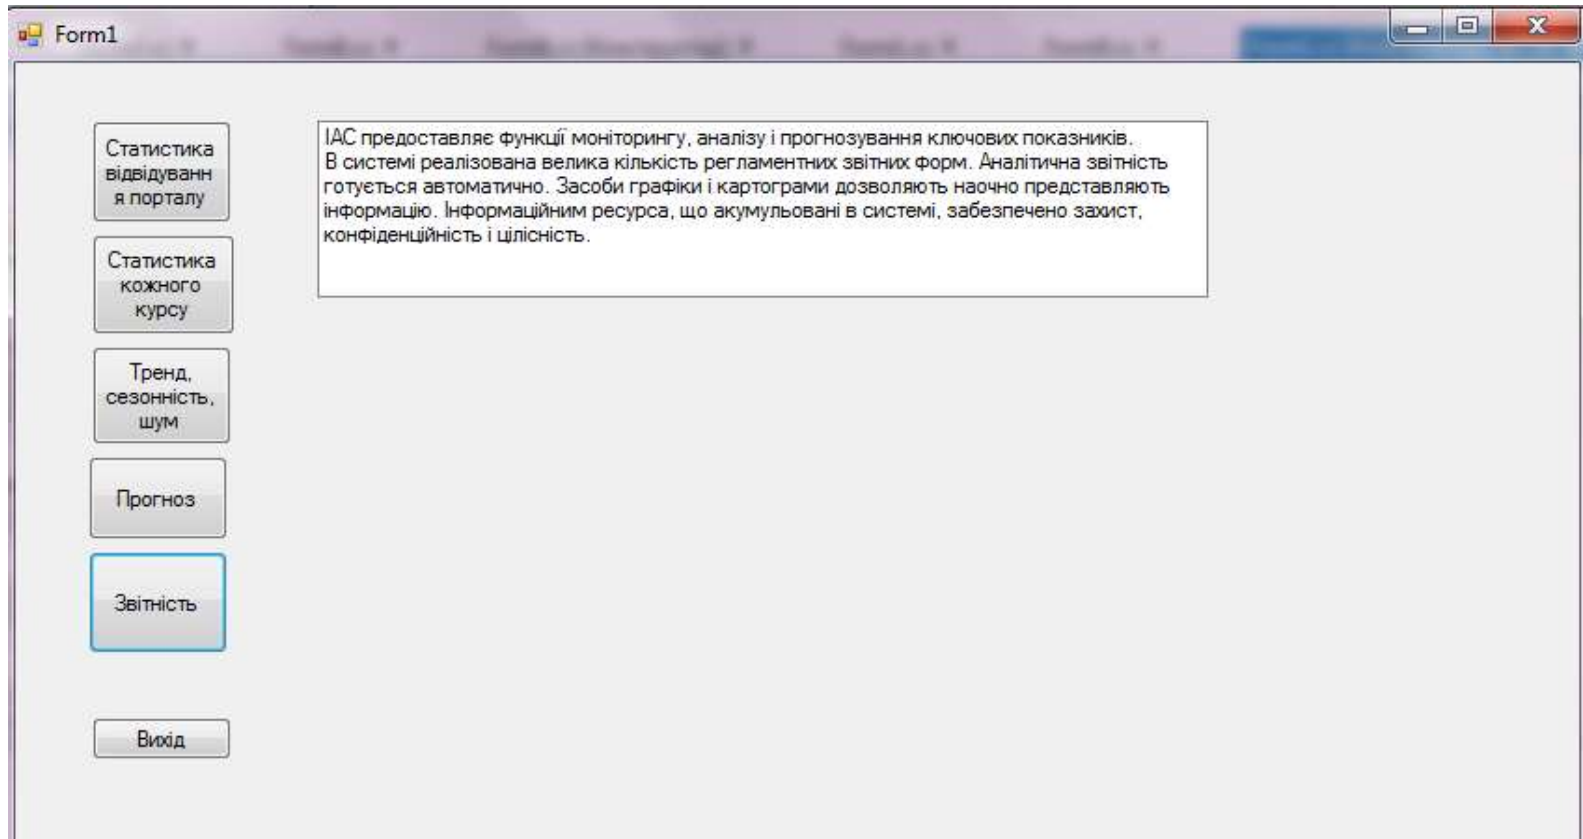 Form1
Статистика
відвідуванн
я порталу
Статистика
кожного
курсу
Тренд,
сезонність,
шум
Прогноз
Звітність
Вихід
ІАС предоставляє функції моніторингу, аналізу і прогнозування ключових показників.
В системі реалізована велика кількість регламентних звітних форм. Аналітична звітність
готується автоматично. Засоби графіки і картограми дозволяють наочно представляють
інформацію. Інформаційним ресурса, що акумульовані в системі, забезпечено захист,
конфіденційність і цілісність.